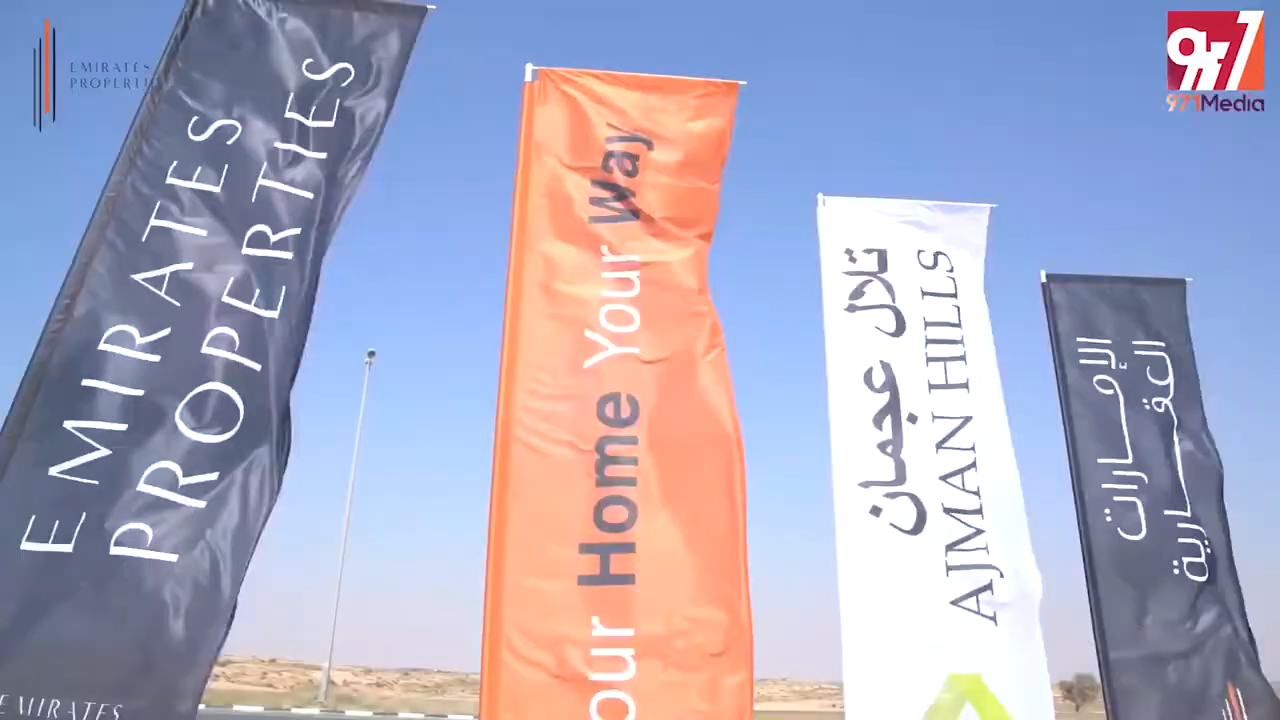 EMIRATES
PROPERTIES
EMIRATES
PROPERTIES
EMIRATES
our Home Your Way
تلال عجمان
AJMAN HILLS
الإمارات
العقارية
971
971Media